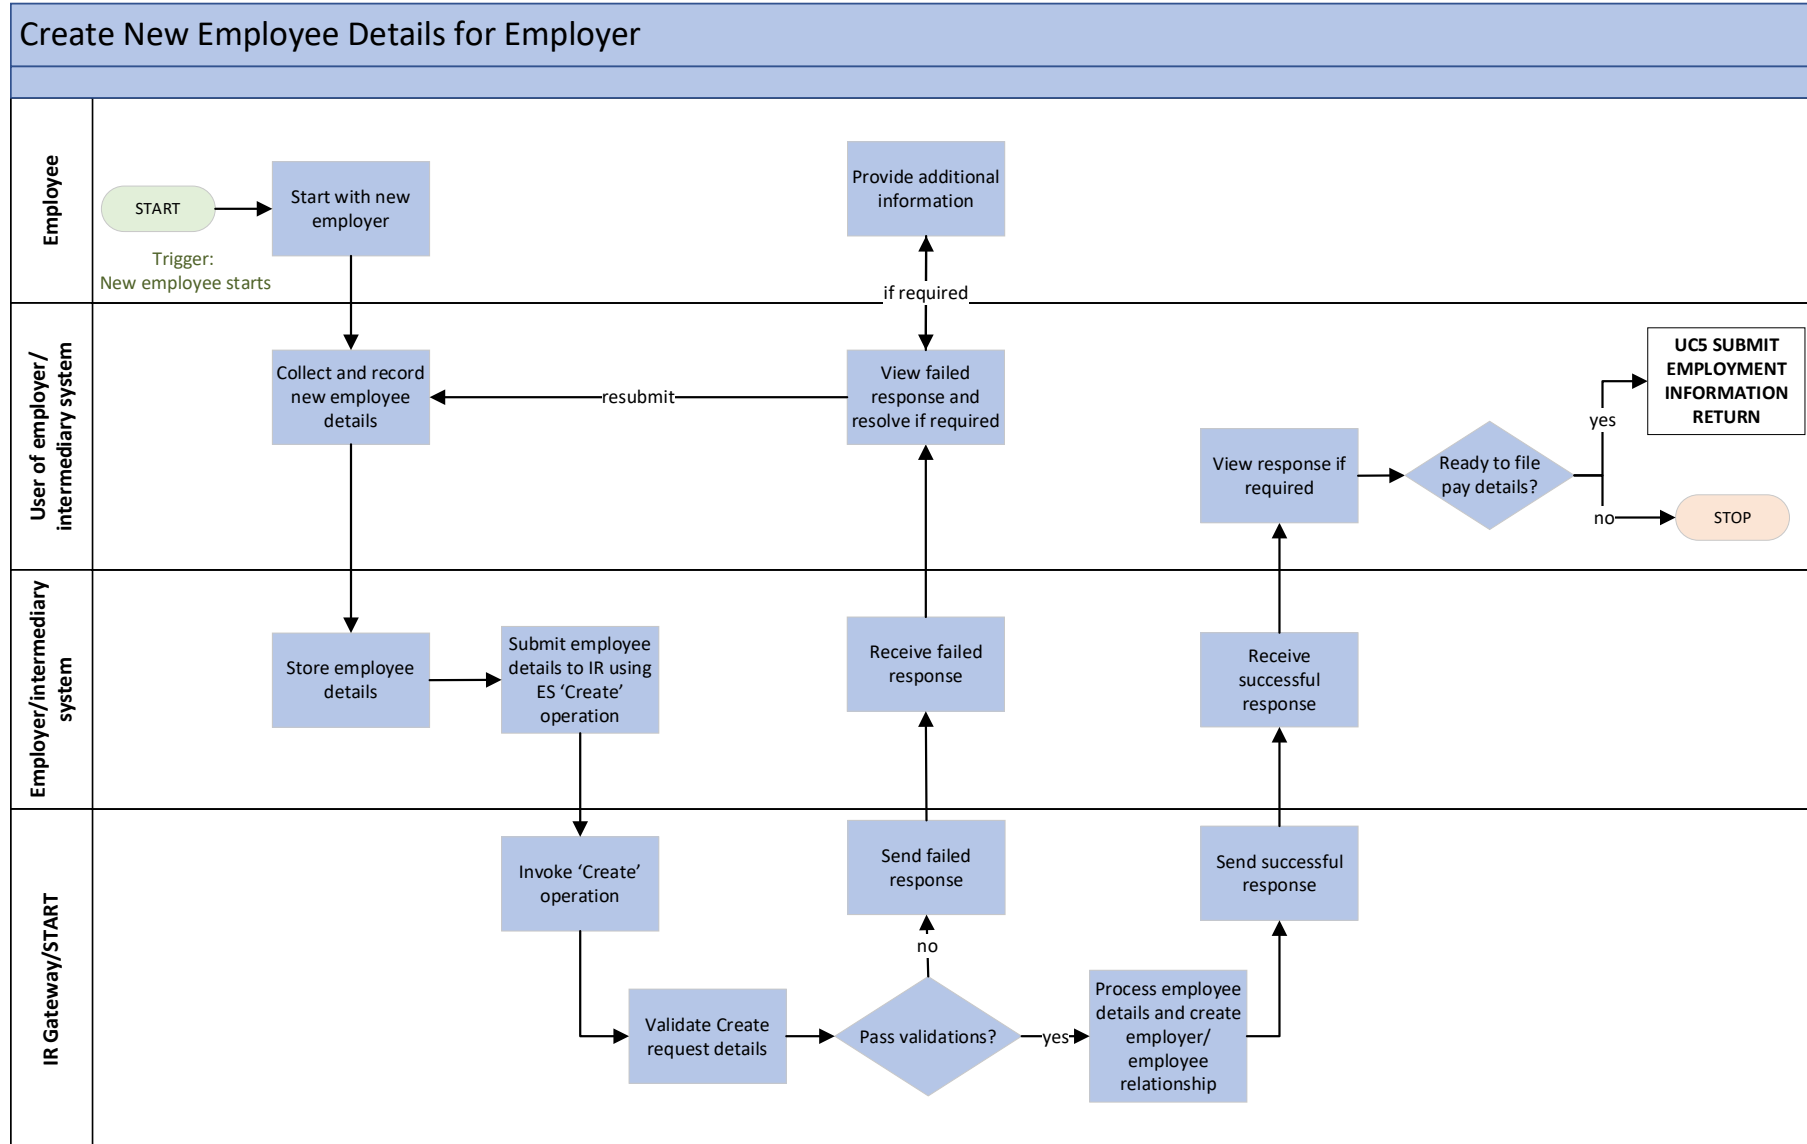 Create New Employee Details for Employer
Employee
START
Trigger:
New employee starts
Start with new
employer
Provide additional
information
if required
User of employer/
intermediary system
Collect and record
new employee
details
resubmit
View failed
response and
resolve if required
View response if
required
Ready to file
pay details?
yes
UC5 SUBMIT
EMPLOYMENT
INFORMATION
RETURN
no
STOP
Employer/intermediary
system
Store employee
details
Submit employee
details to IR using
ES ‘Create’
operation
Receive failed
response
Receive
successful
response
IR Gateway/START
Invoke ‘Create’
operation
Send failed
response
Send successful
response
no
Validate Create
request details
Pass validations?
yes
Process employee
details and create
employer/
employee
relationship